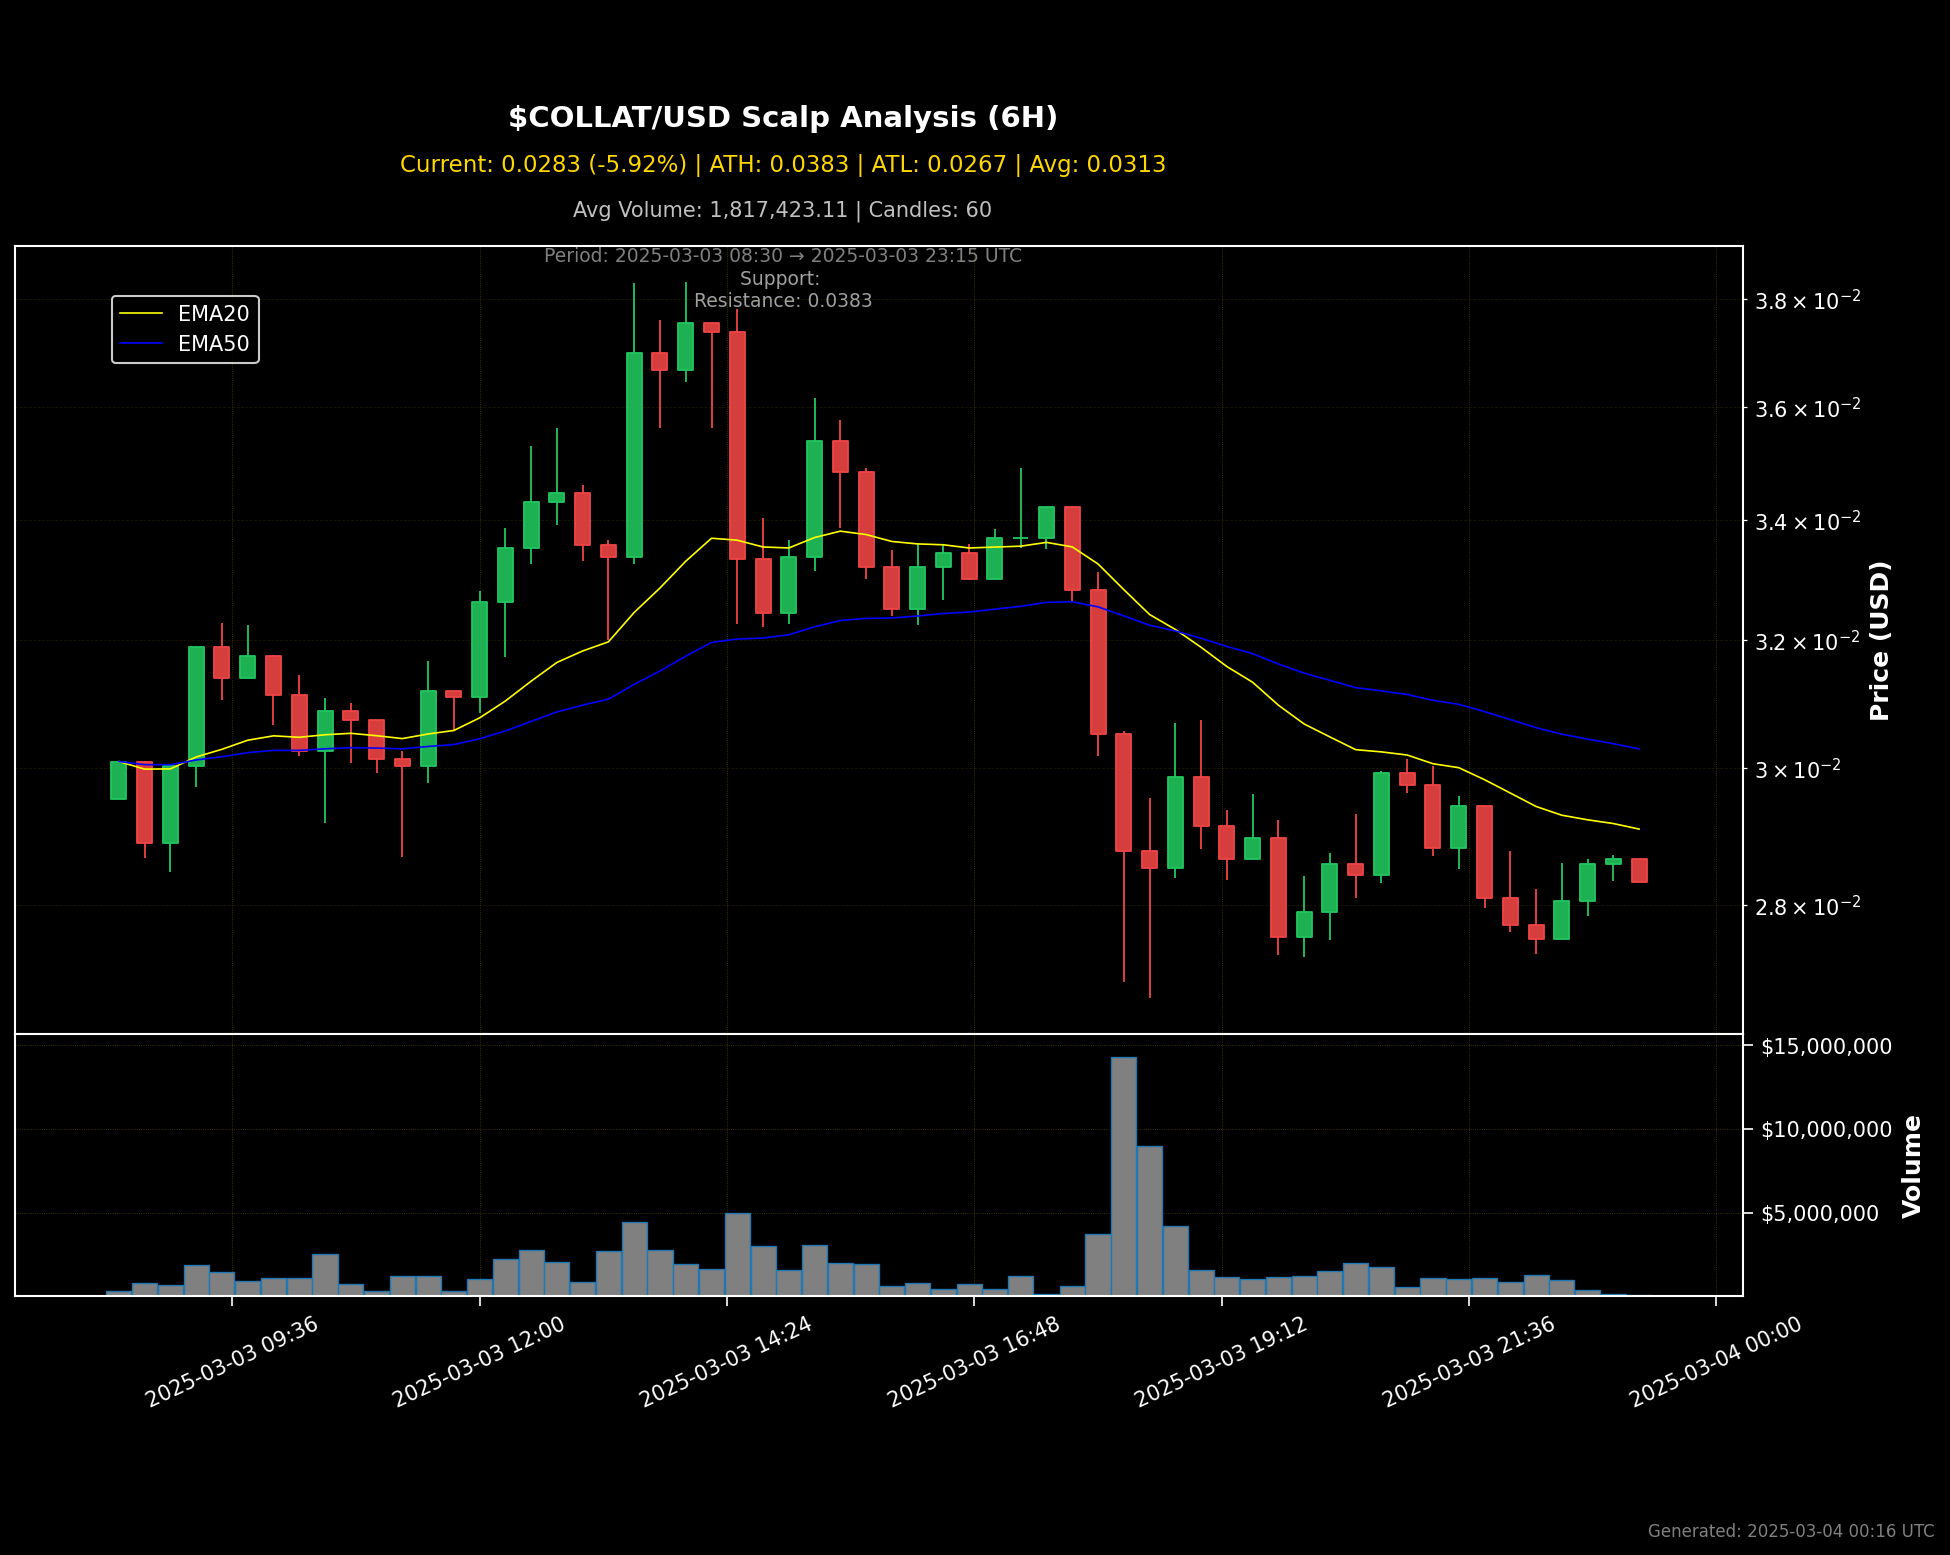 $COLLAT/USD Scalp Analysis (6H)
Current: 0.0283 (-5.92%) | ATH: 0.0383 | ATL: 0.0267 | Avg: 0.0313
Avg Volume: 1,817,423.11 | Candles: 60
Period: 2025-03-03 08:30 → 2025-03-03 23:15 UTC
Support:
Resistance: 0.0383
EMA20
EMA50
3.8 × 10⁻²
3.6 × 10⁻²
3.4 × 10⁻²
3.2 × 10⁻²
3 × 10⁻²
2.8 × 10⁻²
Price (USD)
$15,000,000
$10,000,000
$5,000,000
Volume
2025-03-03 09:36
2025-03-03 12:00
2025-03-03 14:24
2025-03-03 16:48
2025-03-03 19:12
2025-03-03 21:36
2025-03-04 00:00
Generated: 2025-03-04 00:16 UTC